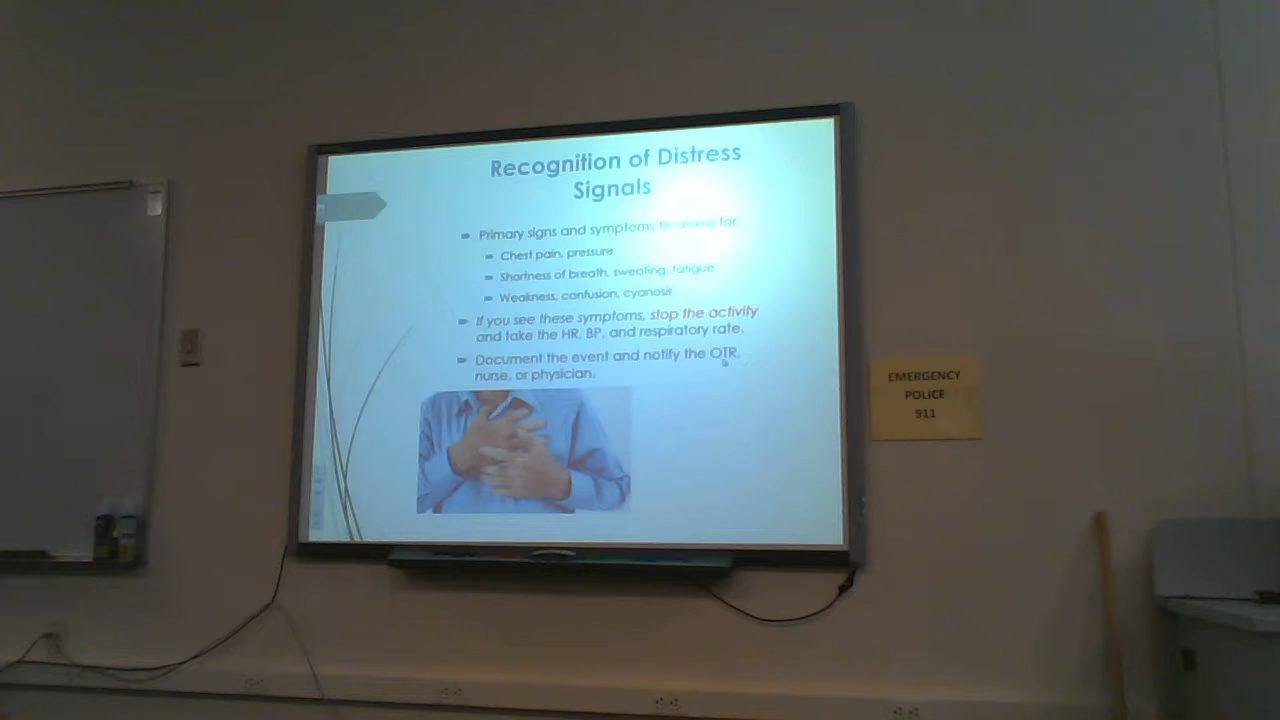 Recognition of Distress
Signals
Primary signs and symptoms to assess for
Chest pain, pressure
Shortness of breath, sweating, fatigue
Weakness, confusion, cyanosis
If you see these symptoms, stop the activity
and take the HR, BP, and respiratory rate.
Document the event and notify the OTR,
nurse, or physician.
EMERGENCY
POLICE
911